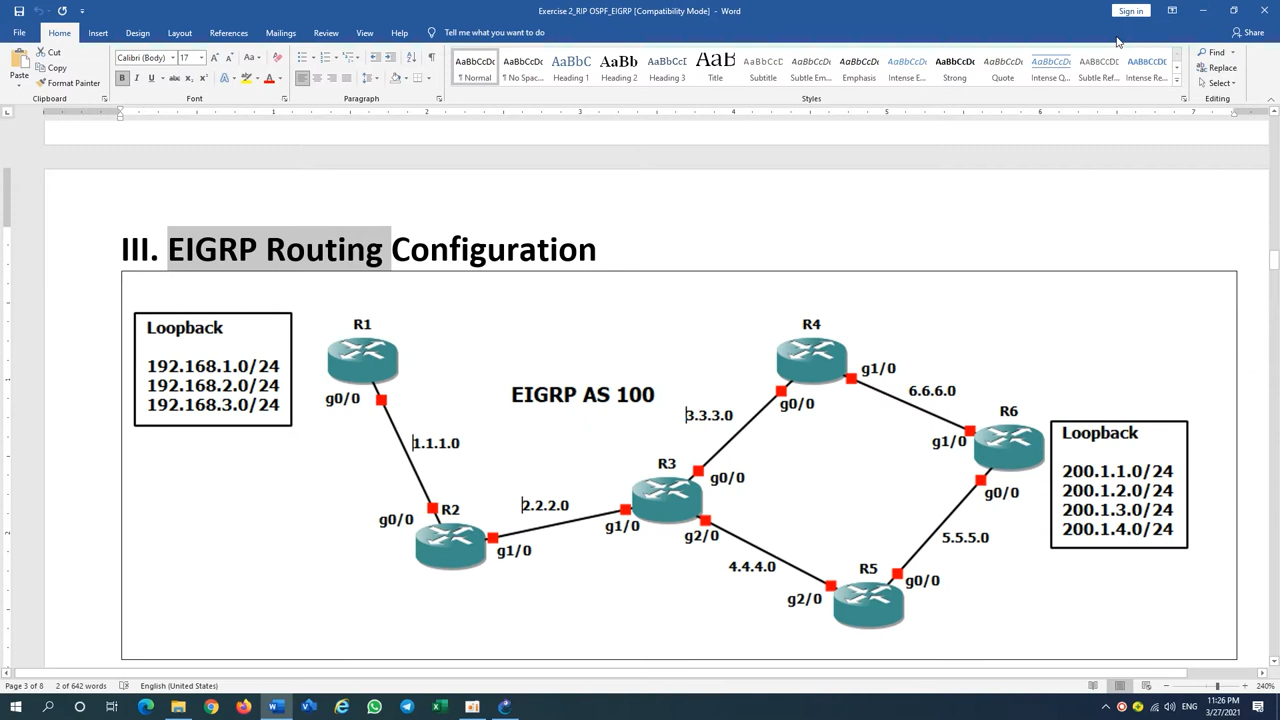 Exercise 2_RIP OSPF_EIGRP [Compatibility Mode] - Word
Sign in
File Home Insert Design Layout References Mailings Review View Help Tell me what you want to do
Share
Paste
Cut
Copy
Format Painter
Clipboard
Calibri (Body) 17
Font
Paragraph
¶ Normal
¶ No Spac...
Heading 1
Heading 2
Heading 3
Title
Subtitle
Subtle Em...
Emphasis
Intense E...
Strong
Quote
Intense Q...
Subtle Ref...
Intense Re...
Styles
Find
Replace
Select
Editing
1 2 3 4 5 6 7
III. EIGRP Routing Configuration
Loopback
192.168.1.0/24
192.168.2.0/24
192.168.3.0/24
R1
g0/0
1.1.1.0
g0/0
R2
g1/0
2.2.2.0
EIGRP AS 100
R3
g1/0
g0/0
g2/0
3.3.3.0
R4
g0/0
g1/0
6.6.6.0
4.4.4.0
g2/0
R5
g0/0
5.5.5.0
R6
g1/0
g0/0
Loopback
200.1.1.0/24
200.1.2.0/24
200.1.3.0/24
200.1.4.0/24
Page 3 of 8 2 of 642 words English (United States)
240%
ENG
11:26 PM
3/27/2021